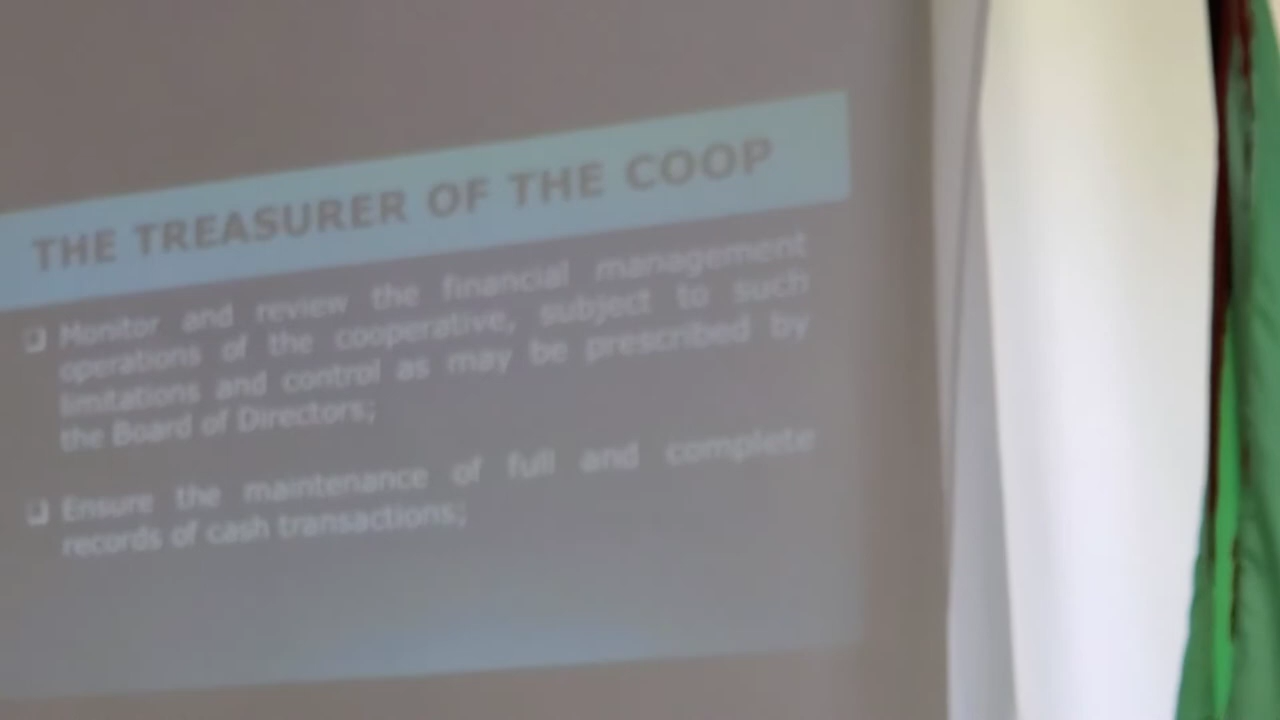 THE TREASURER OF THE COOP
❑ Monitor and review the financial management
operations of the cooperative, subject to such
limitations and control as may be prescribed by
the Board of Directors;
❑ Ensure the maintenance of full and complete
records of cash transactions;